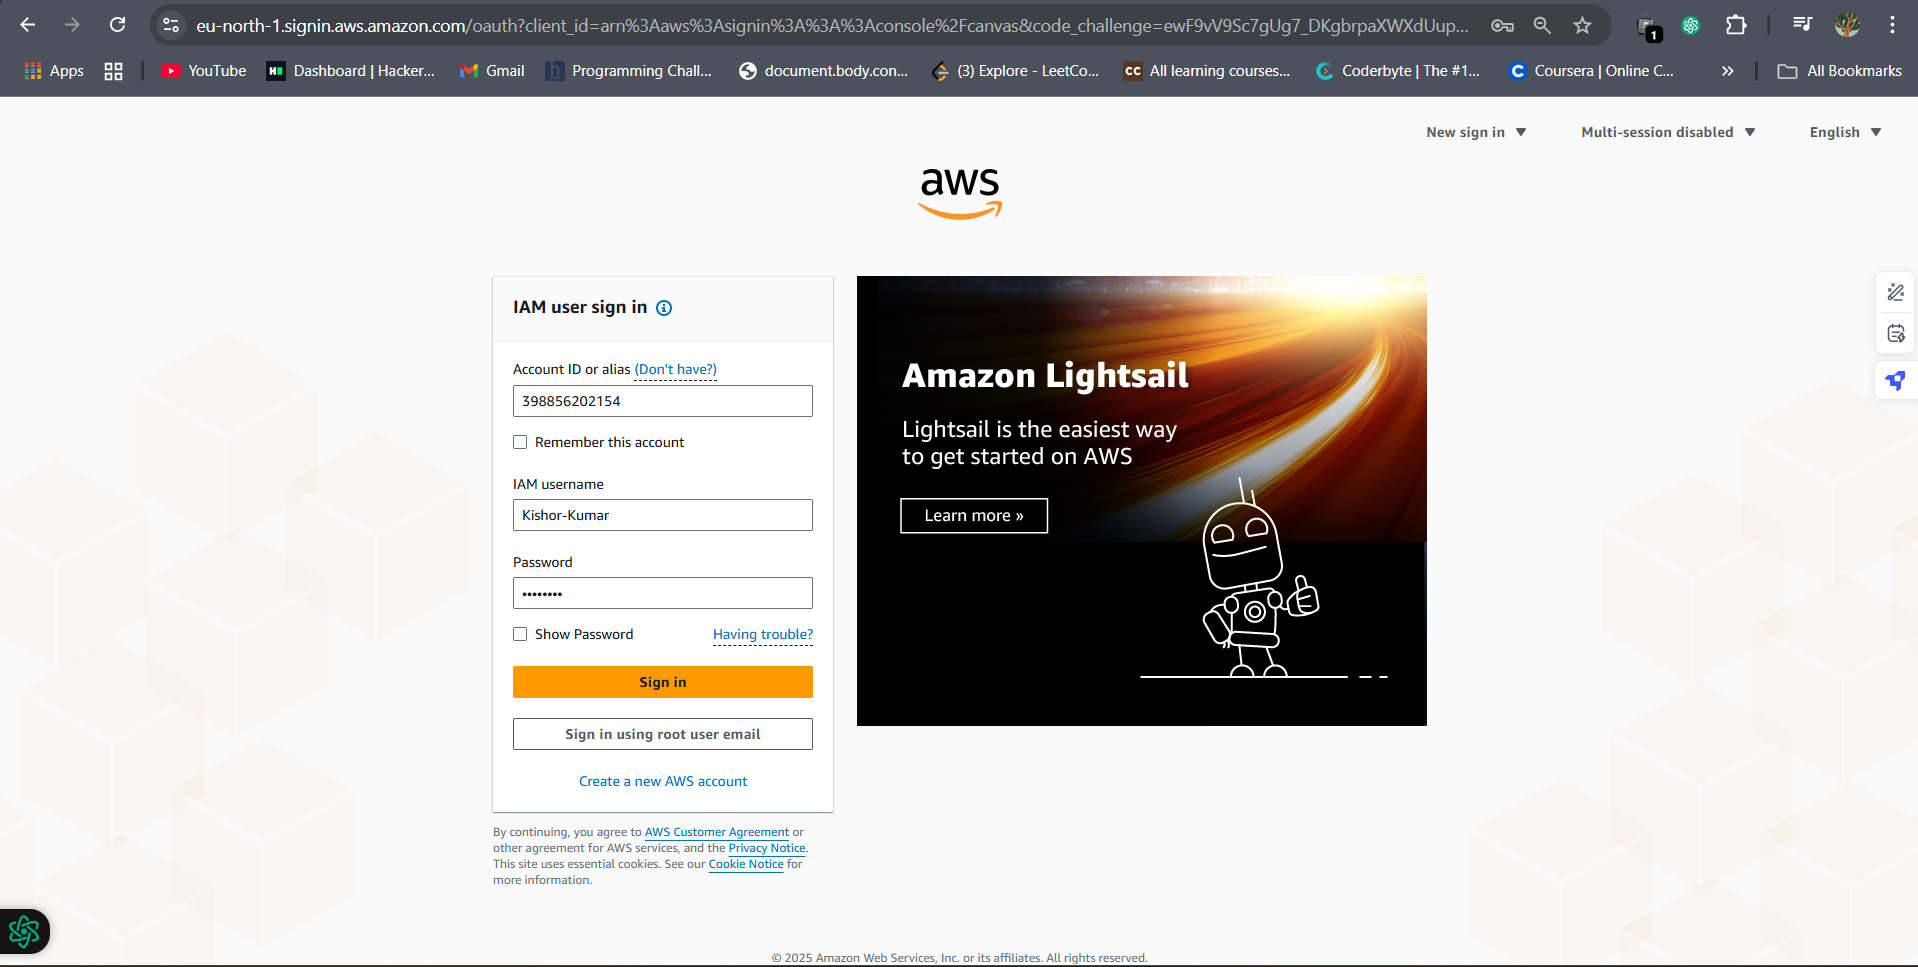 eu-north-1.signin.aws.amazon.com/oauth?client_id=arn%3Aaws%3Asignin%3A%3A%3Aconsole%2Fcanvas&code_challenge=ewF9vV9Sc7gUg7_DKgbrpaXWXdUup...
1
Apps
YouTube
Dashboard | Hacker...
Gmail
Programming Chall...
document.body.con...
(3) Explore - LeetCo...
All learning courses...
Coderbyte | The #1...
Coursera | Online C...
All Bookmarks
New sign in
Multi-session disabled
English
aws
IAM user sign in
Account ID or alias (Don't have?)
398856202154
Remember this account
IAM username
Kishor-Kumar
Password
••••••••
Show Password
Having trouble?
Sign in
Sign in using root user email
Create a new AWS account
By continuing, you agree to AWS Customer Agreement or
other agreement for AWS services, and the Privacy Notice.
This site uses essential cookies. See our Cookie Notice for
more information.
Amazon Lightsail
Lightsail is the easiest way
to get started on AWS
Learn more »
© 2025 Amazon Web Services, Inc. or its affiliates. All rights reserved.